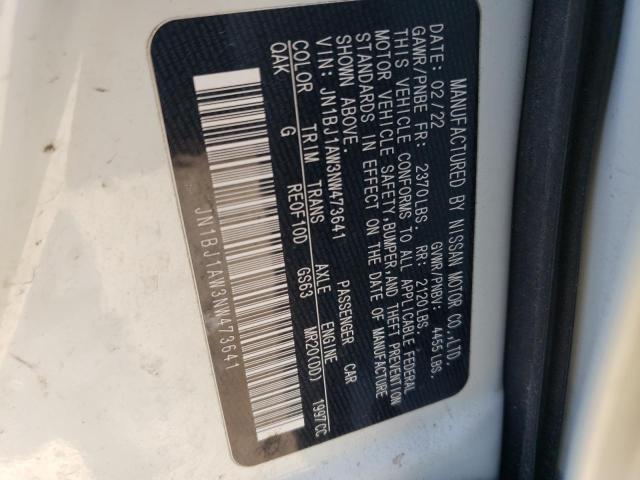 MANUFACTURED BY NISSAN MOTOR CO.,LTD.
DATE: 02/22 GVWR/PNBV: 4455 LBS.
GAWR/PNBE FR: 2370 LBS. RR: 2120 LBS.
THIS VEHICLE CONFORMS TO ALL APPLICABLE FEDERAL
MOTOR VEHICLE SAFETY,BUMPER,AND THEFT PREVENTION
STANDARDS IN EFFECT ON THE DATE OF MANUFACTURE
SHOWN ABOVE.
VIN: JN1BJ1AW3NW473641 PASSENGER CAR
COLOR TRIM TRANS AXLE ENGINE
QAK G RE0F10D GS63 MR20(DD) 1997CC
JN1BJ1AW3NW473641